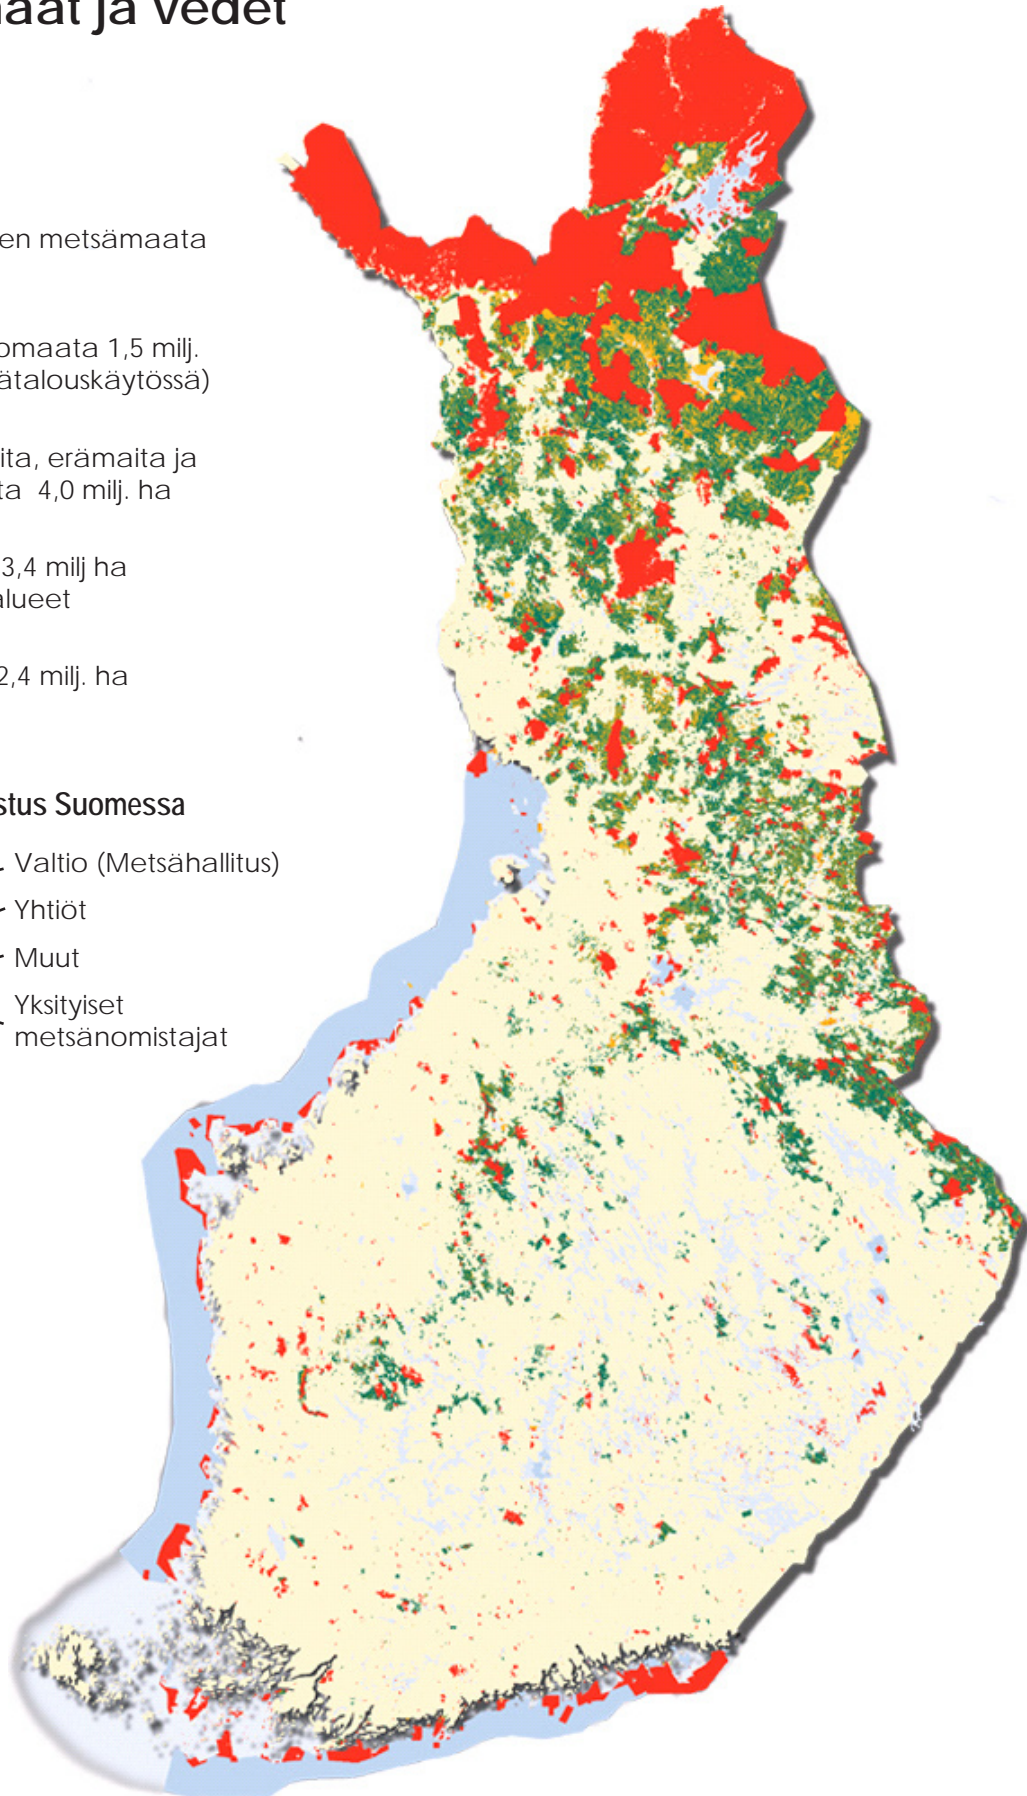 maat ja vedet
en metsämaata
omaata 1,5 milj.
ätalouskäytössä)
ita, erämaita ja
ta 4,0 milj. ha
3,4 milj ha
alueet
2,4 milj. ha
stus Suomessa
Valtio (Metsähallitus)
Yhtiöt
Muut
Yksityiset
metsänomistajat